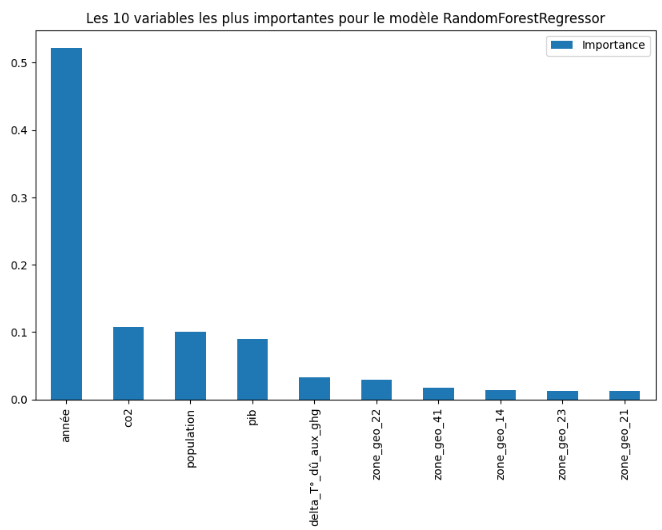 Les 10 variables les plus importantes pour le modèle RandomForestRegressor
Importance
0.5
0.4
0.3
0.2
0.1
0.0
année
co2
population
pib
delta_T°_dû_aux_ghg
zone_geo_22
zone_geo_41
zone_geo_14
zone_geo_23
zone_geo_21